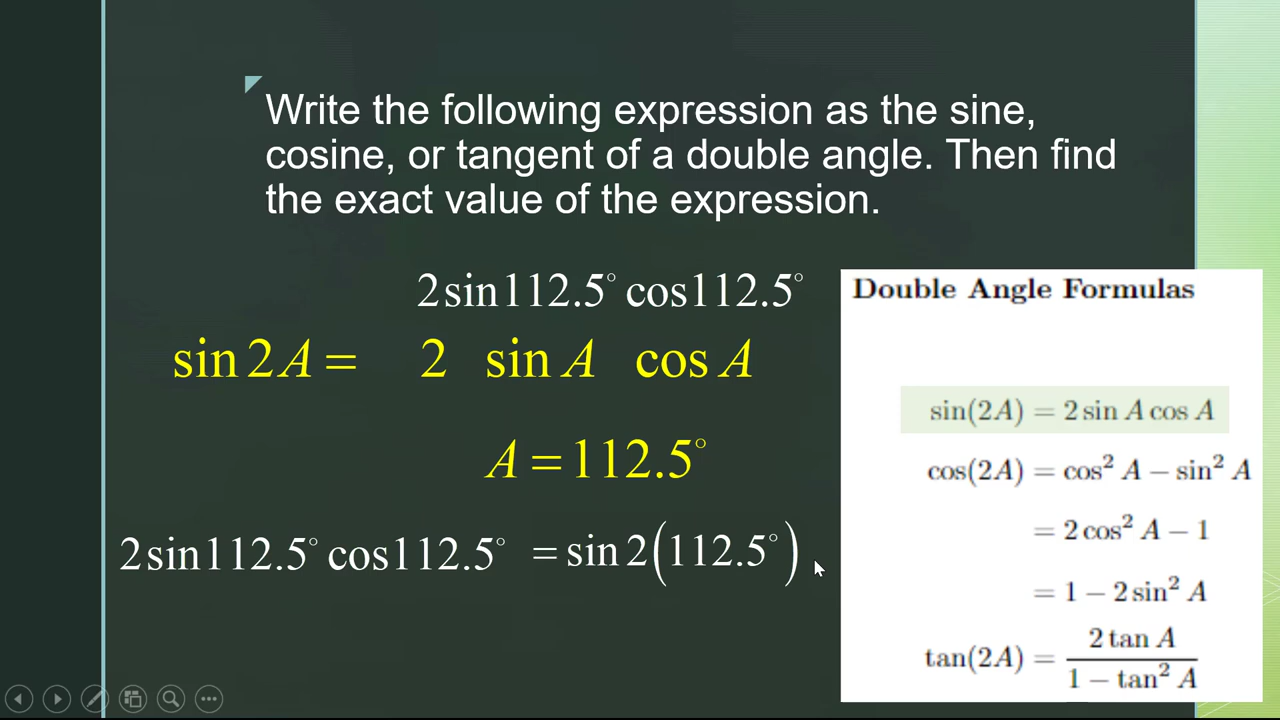 Write the following expression as the sine,
cosine, or tangent of a double angle. Then find
the exact value of the expression.
2sin112.5° cos112.5°
sin 2A = 2 sin A cos A
A = 112.5°
2sin112.5° cos112.5° = sin 2(112.5°)
Double Angle Formulas
sin(2A) = 2 sin A cos A
cos(2A) = cos² A − sin² A
= 2 cos² A − 1
= 1 − 2 sin² A
tan(2A) = 2 tan A / 1 − tan² A